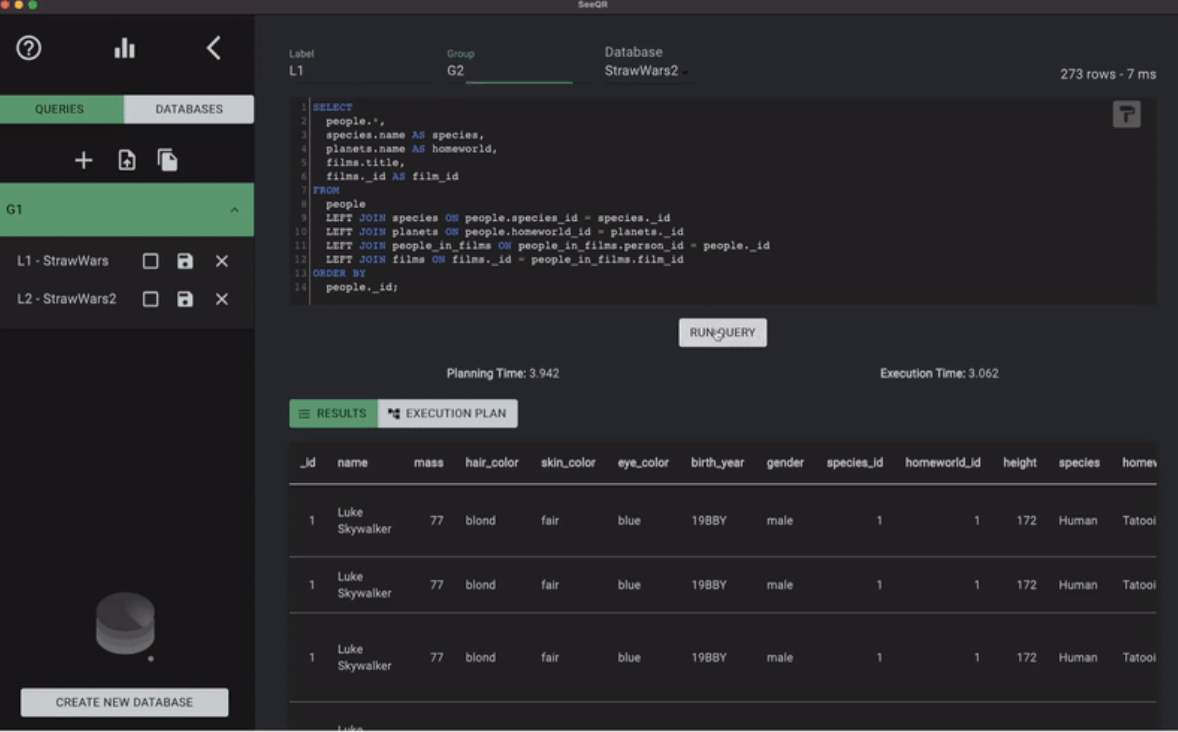 SeeQR
QUERIES
DATABASES
G1
L1 - StrawWars
L2 - StrawWars2
CREATE NEW DATABASE
Label
L1
Group
G2
Database
StrawWars2
273 rows - 7 ms
1 SELECT
2 people.*,
3 species.name AS species,
4 planets.name AS homeworld,
5 films.title,
6 films._id AS film_id
7 FROM
8 people
9 LEFT JOIN species ON people.species_id = species._id
10 LEFT JOIN planets ON people.homeworld_id = planets._id
11 LEFT JOIN people_in_films ON people_in_films.person_id = people._id
12 LEFT JOIN films ON films._id = people_in_films.film_id
13 ORDER BY
14 people._id;
RUN QUERY
Planning Time: 3.942
Execution Time: 3.062
RESULTS
EXECUTION PLAN
_id name mass hair_color skin_color eye_color birth_year gender species_id homeworld_id height species homew
1 Luke Skywalker 77 blond fair blue 19BBY male 1 1 172 Human Tatooi
1 Luke Skywalker 77 blond fair blue 19BBY male 1 1 172 Human Tatooi
1 Luke Skywalker 77 blond fair blue 19BBY male 1 1 172 Human Tatooi
Luke